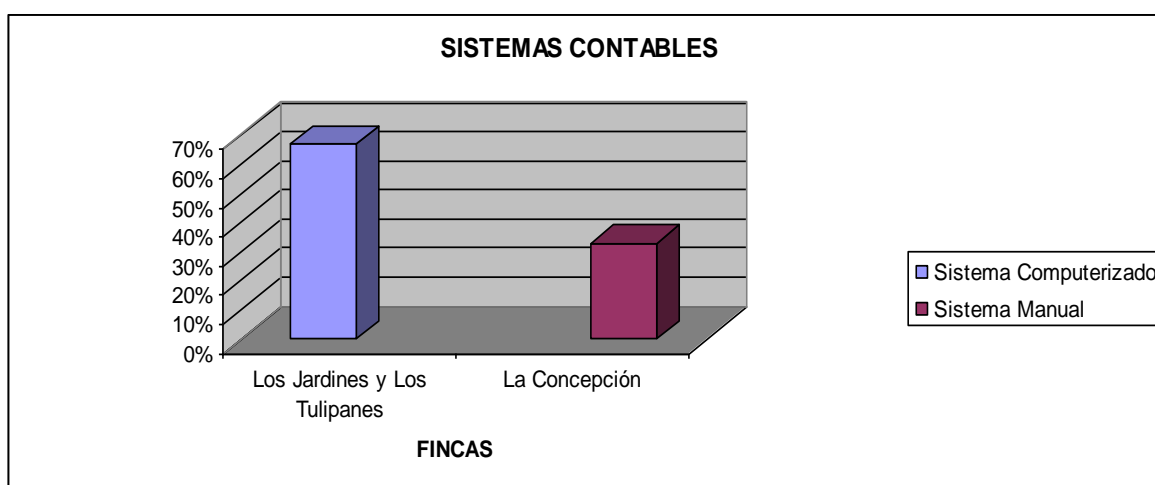 SISTEMAS CONTABLES
70%
60%
50%
40%
30%
20%
10%
0%
Los Jardines y Los
Tulipanes
La Concepción
FINCAS
Sistema Computerizado
Sistema Manual